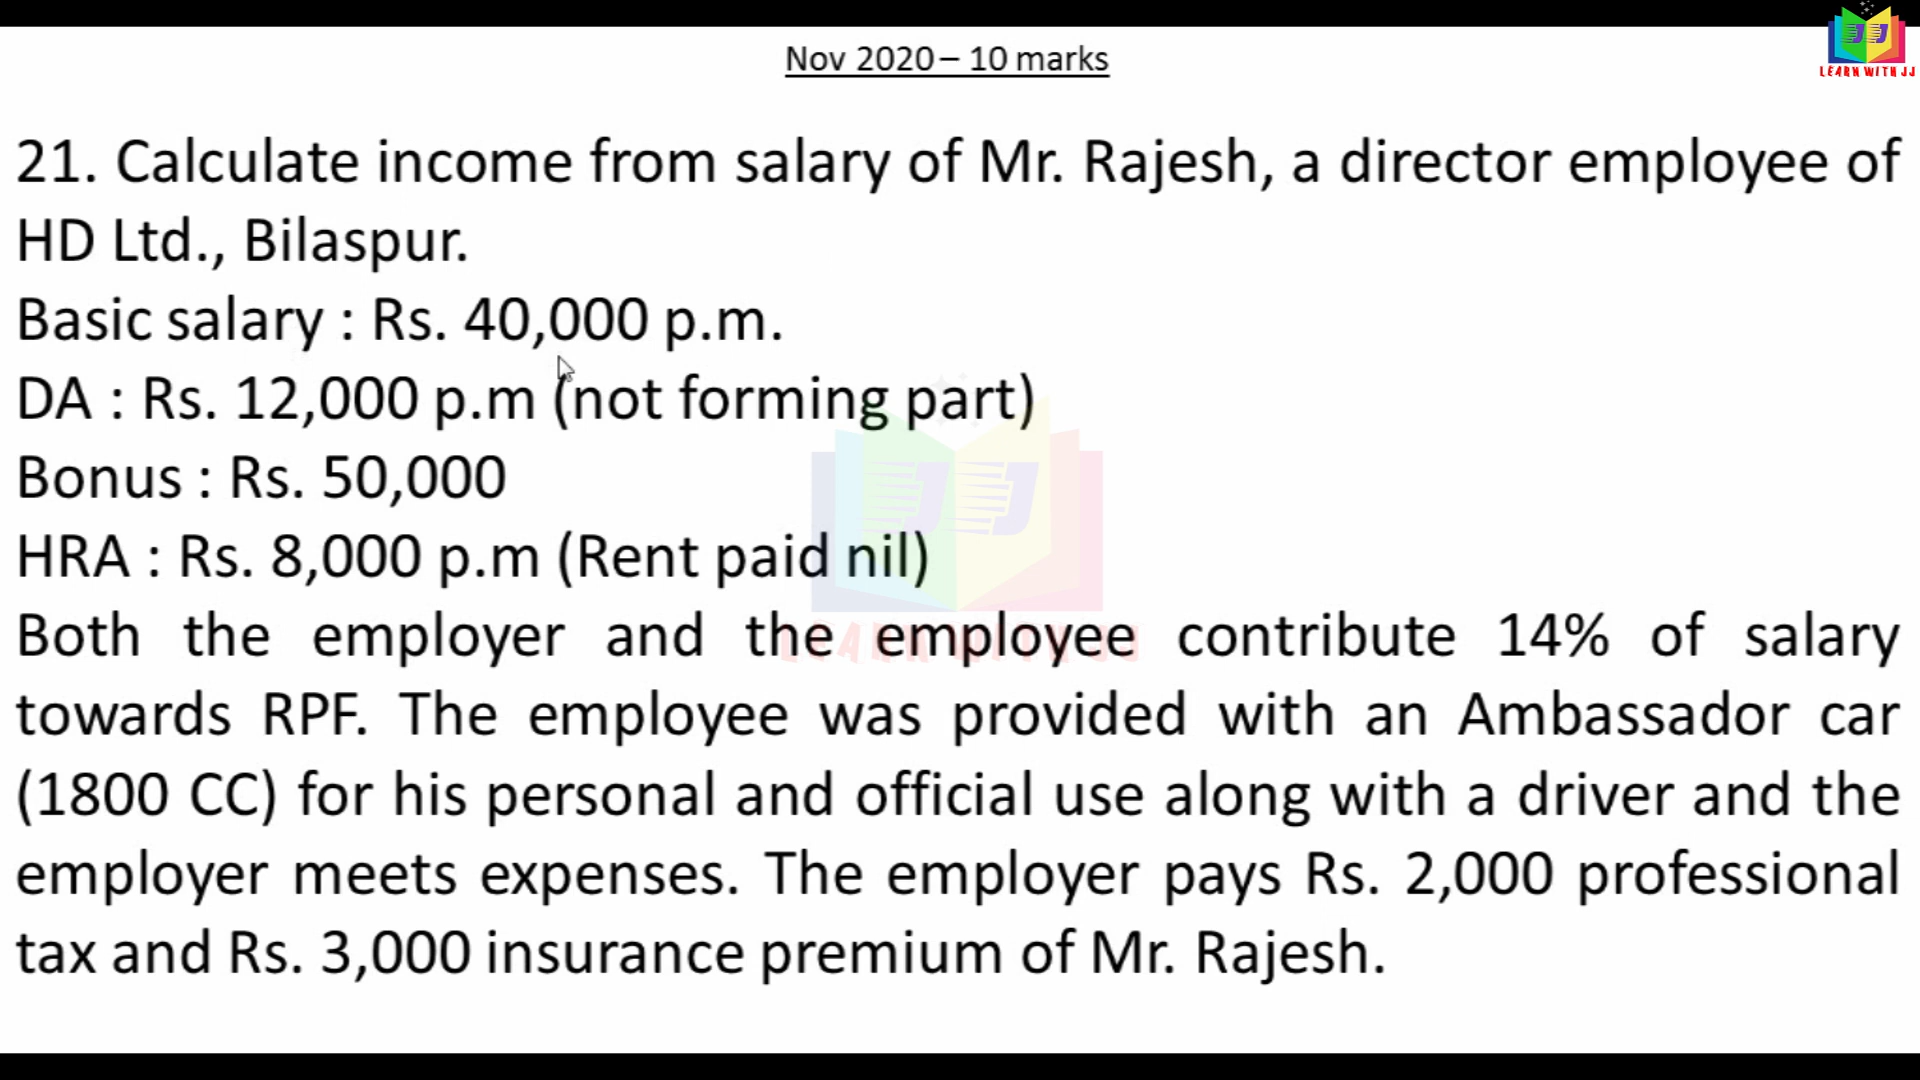 Nov 2020 – 10 marks
LEARN WITH JJ
21. Calculate income from salary of Mr. Rajesh, a director employee of
HD Ltd., Bilaspur.
Basic salary : Rs. 40,000 p.m.
DA : Rs. 12,000 p.m (not forming part)
Bonus : Rs. 50,000
HRA : Rs. 8,000 p.m (Rent paid nil)
Both the employer and the employee contribute 14% of salary
LEARN WITH JJ
towards RPF. The employee was provided with an Ambassador car
(1800 CC) for his personal and official use along with a driver and the
employer meets expenses. The employer pays Rs. 2,000 professional
tax and Rs. 3,000 insurance premium of Mr. Rajesh.